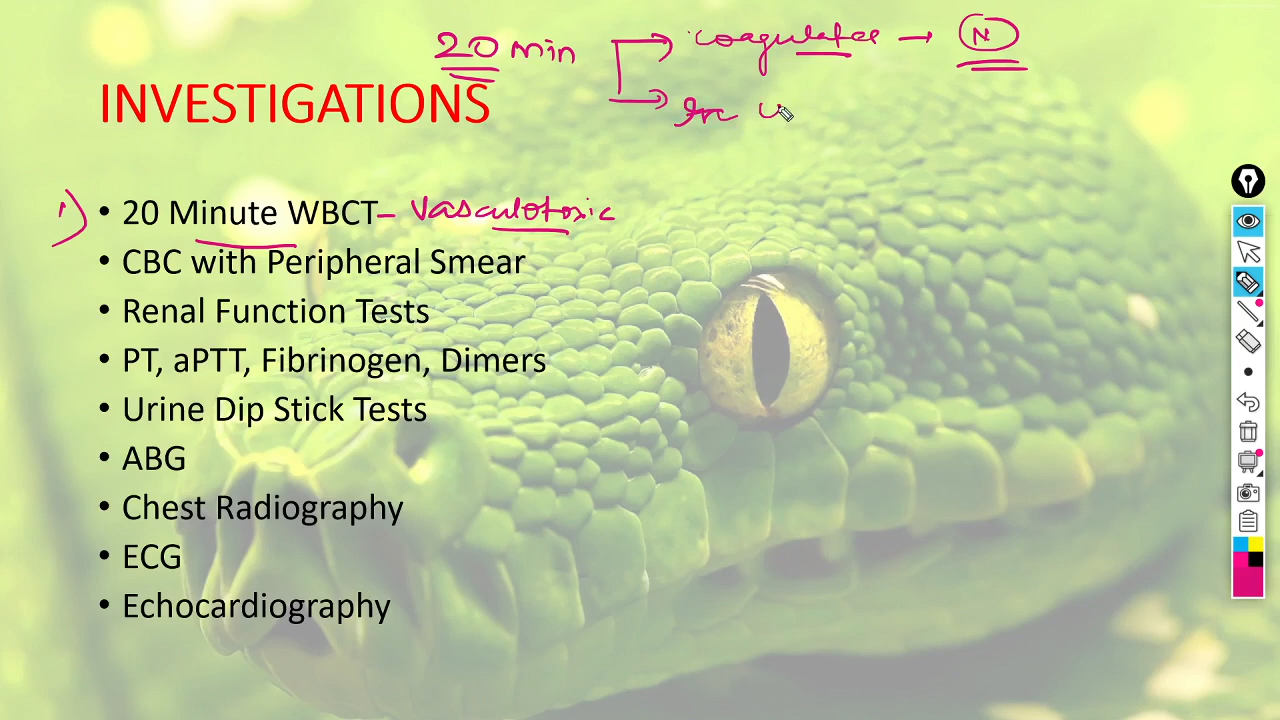 20 min coagulates → N
INVESTIGATIONS
1) • 20 Minute WBCT - Vasculotoxic
• CBC with Peripheral Smear
• Renal Function Tests
• PT, aPTT, Fibrinogen, Dimers
• Urine Dip Stick Tests
• ABG
• Chest Radiography
• ECG
• Echocardiography